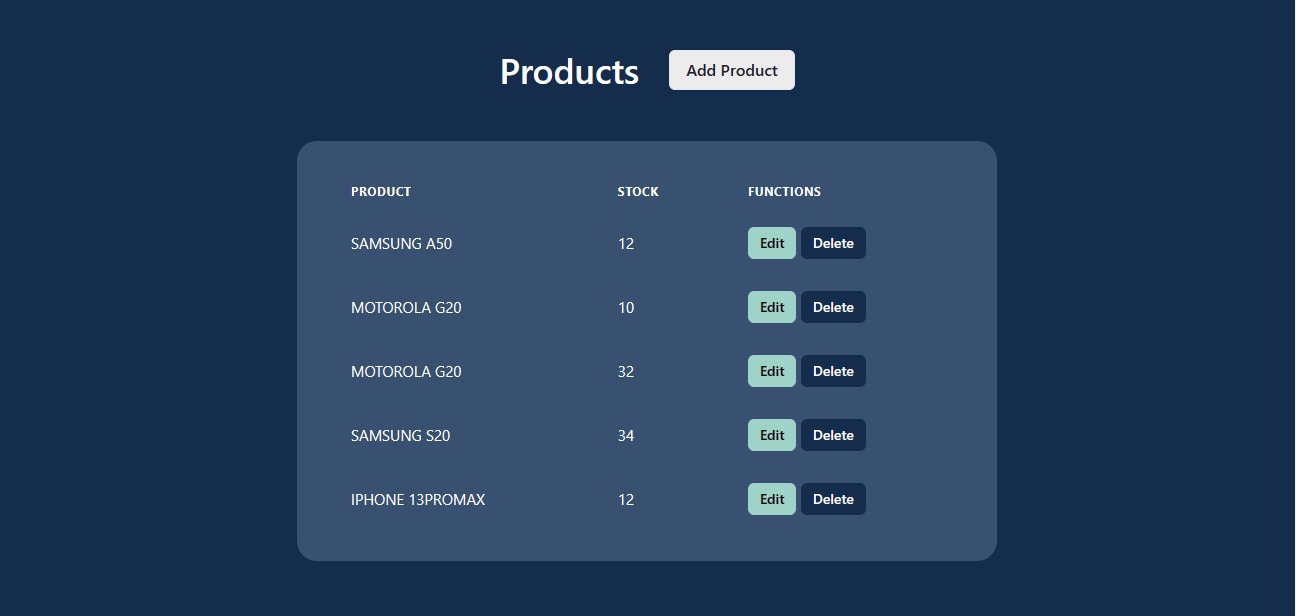 Products Add Product
PRODUCT STOCK FUNCTIONS
SAMSUNG A50 12 Edit Delete
MOTOROLA G20 10 Edit Delete
MOTOROLA G20 32 Edit Delete
SAMSUNG S20 34 Edit Delete
IPHONE 13PROMAX 12 Edit Delete